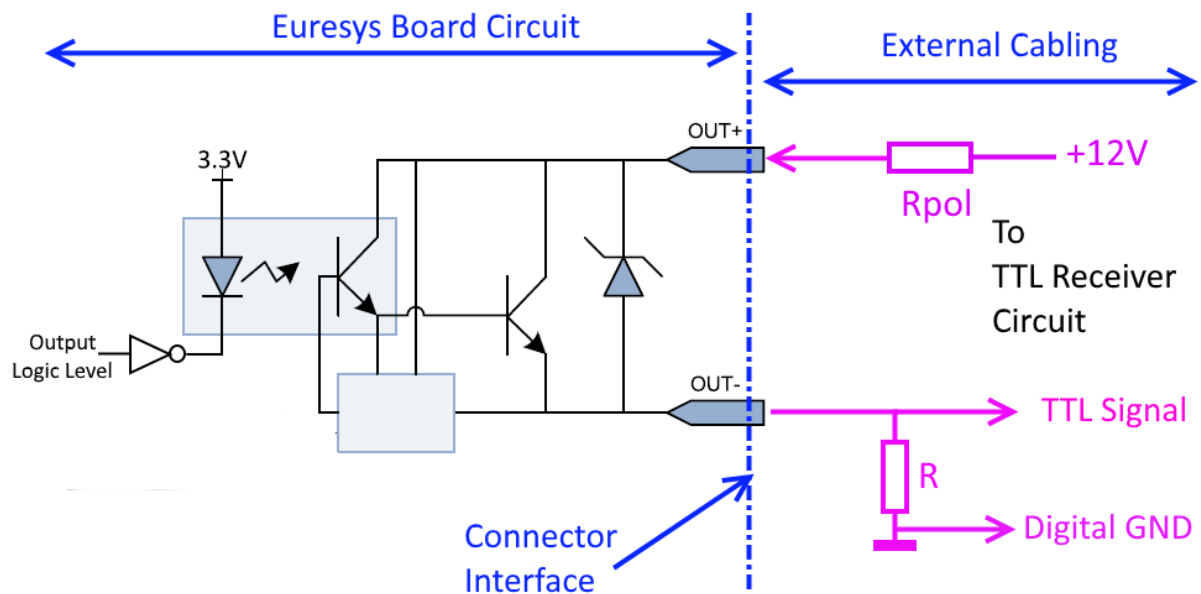 Euresys Board Circuit
External Cabling
OUT+
3.3V
+12V
Rpol
To
TTL Receiver
Circuit
Output
Logic Level
OUT-
TTL Signal
R
Digital GND
Connector
Interface